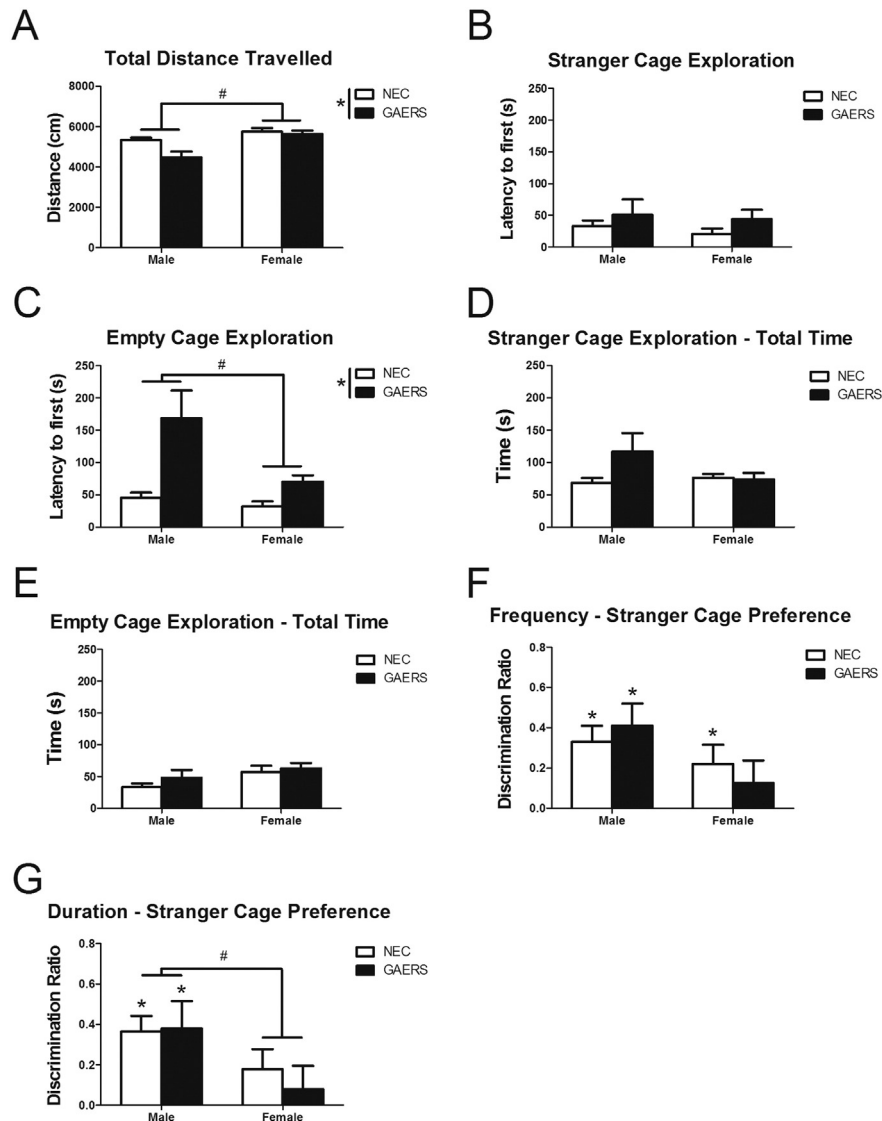 A
Total Distance Travelled
Distance (cm)
8000
6000
4000
2000
0
#
* NEC
GAERS
Male Female
B
Stranger Cage Exploration
Latency to first (s)
250
200
150
100
50
0
NEC
GAERS
Male Female
C
Empty Cage Exploration
Latency to first (s)
250
200
150
100
50
0
#
* NEC
GAERS
Male Female
D
Stranger Cage Exploration - Total Time
Time (s)
250
200
150
100
50
0
NEC
GAERS
Male Female
E
Empty Cage Exploration - Total Time
Time (s)
250
200
150
100
50
0
NEC
GAERS
Male Female
F
Frequency - Stranger Cage Preference
Discrimination Ratio
0.8
0.6
0.4
0.2
0.0
* * *
NEC
GAERS
Male Female
G
Duration - Stranger Cage Preference
Discrimination Ratio
0.8
0.6
0.4
0.2
0.0
#
* *
NEC
GAERS
Male Female